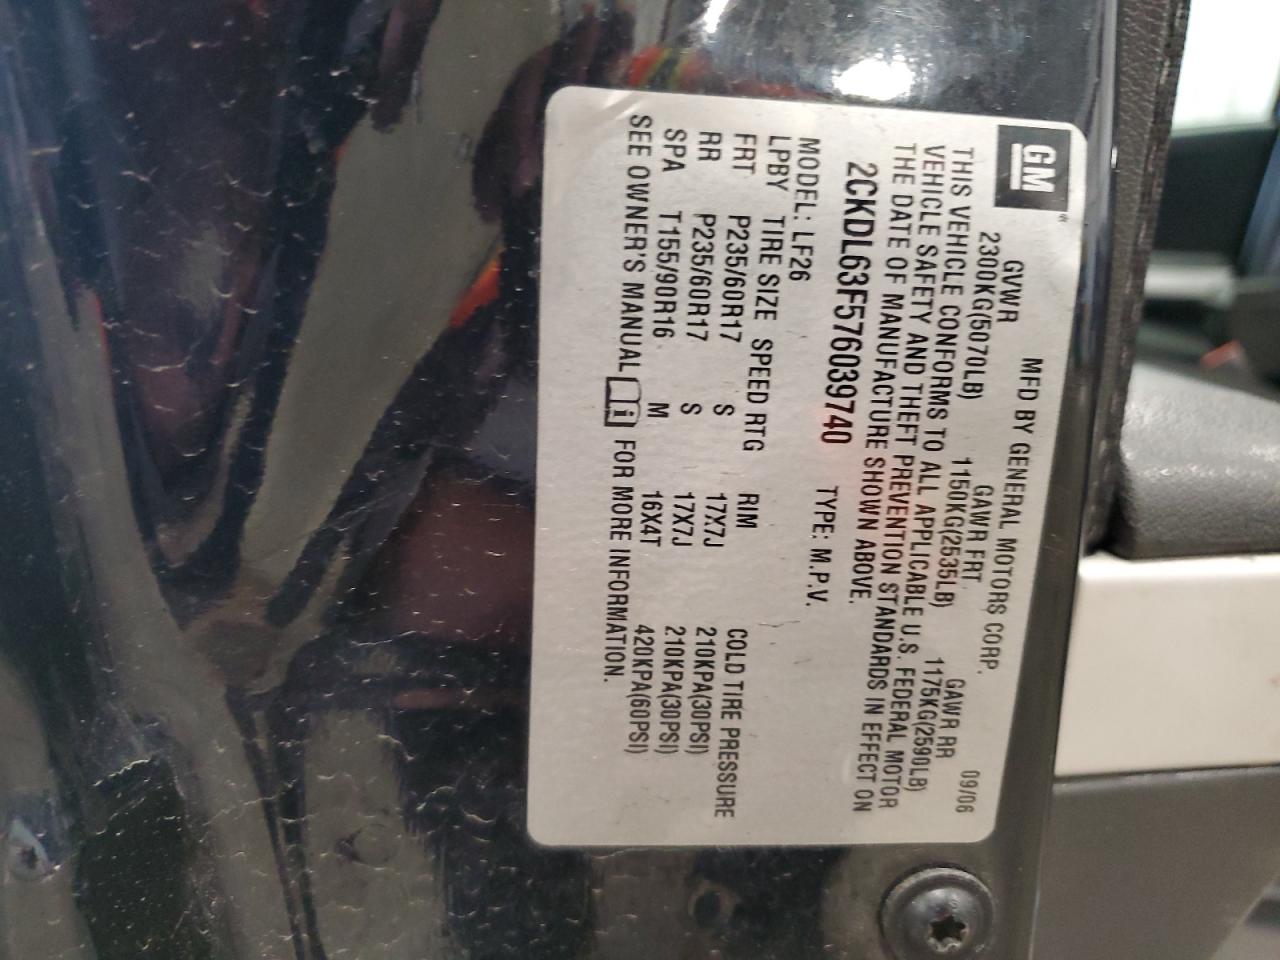 GM
MFD BY GENERAL MOTORS CORP. 09/06
GVWR GAWR FRT GAWR RR
2300KG(5070LB) 1150KG(2535LB) 1175KG(2590LB)
THIS VEHICLE CONFORMS TO ALL APPLICABLE U.S. FEDERAL MOTOR
VEHICLE SAFETY AND THEFT PREVENTION STANDARDS IN EFFECT ON
THE DATE OF MANUFACTURE SHOWN ABOVE.
2CKDL63F576039740 TYPE: M.P.V.
MODEL: LF26
LPBY TIRE SIZE SPEED RTG RIM COLD TIRE PRESSURE
FRT P235/60R17 S 17X7J 210KPA(30PSI)
RR P235/60R17 S 17X7J 210KPA(30PSI)
SPA T155/90R16 M 16X4T 420KPA(60PSI)
SEE OWNER'S MANUAL i FOR MORE INFORMATION.